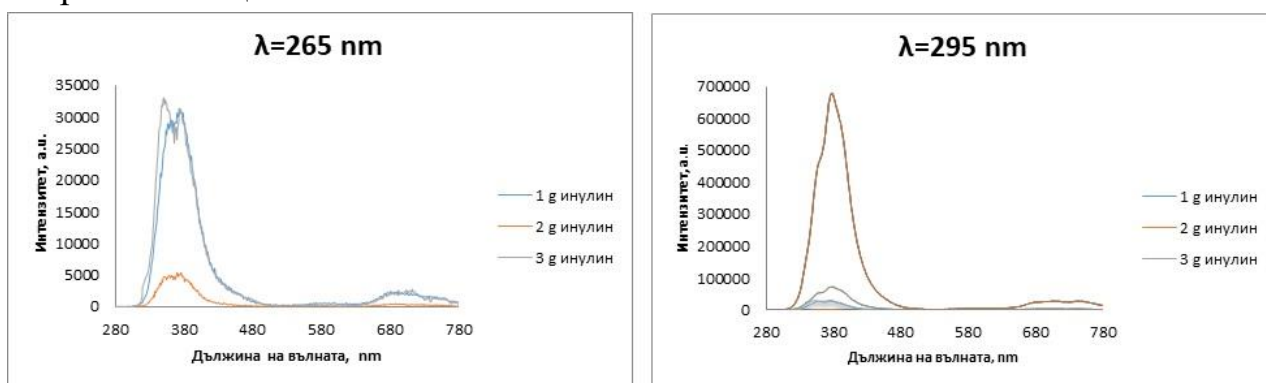 λ=265 nm
35000
30000
25000
20000
15000
10000
5000
0
280 380 480 580 680 780
Интензитет, a.u.
Дължина на вълната, nm
1 g инулин
2 g инулин
3 g инулин
λ=295 nm
700000
600000
500000
400000
300000
200000
100000
0
280 380 480 580 680 780
Интензитет, a.u.
Дължина на вълната, nm
1 g инулин
2 g инулин
3 g инулин